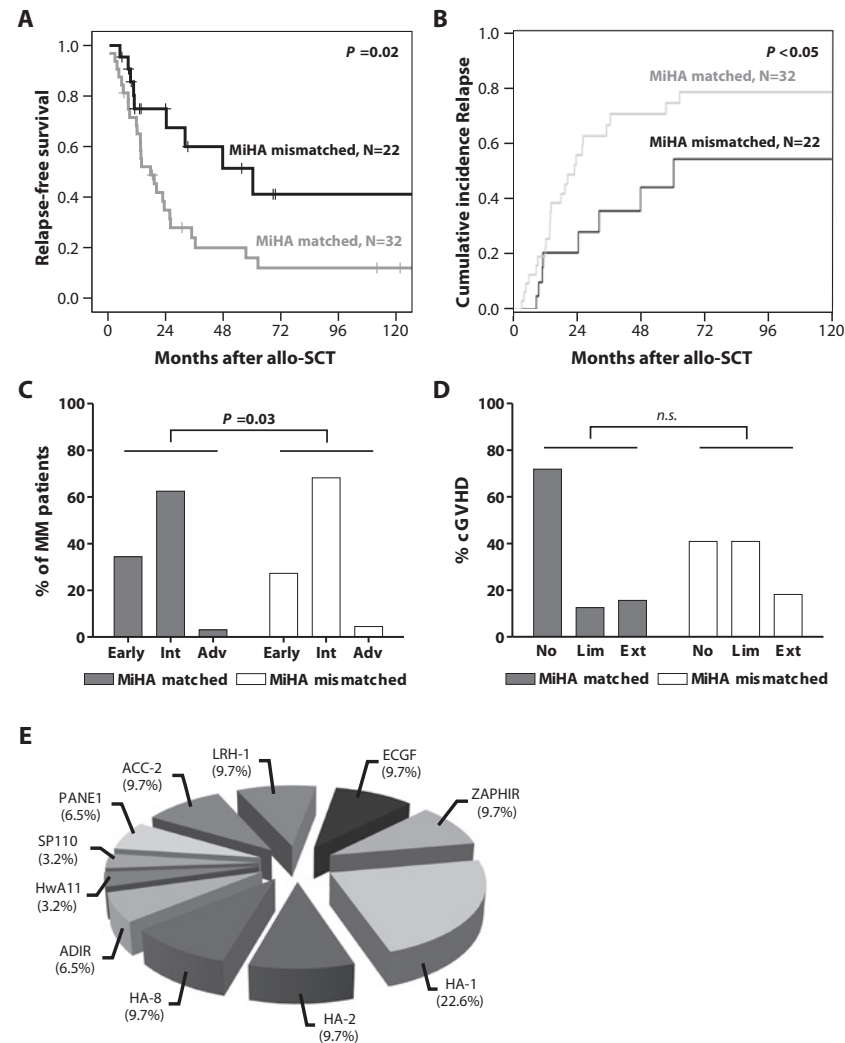 A
P =0.02
MiHA mismatched, N=22
MiHA matched, N=32
Relapse-free survival
1.0
0.8
0.6
0.4
0.2
0.0
0 24 48 72 96 120
Months after allo-SCT
B
P <0.05
MiHA matched, N=32
MiHA mismatched, N=22
Cumulative incidence Relapse
1.0
0.8
0.6
0.4
0.2
0.0
0 24 48 72 96 120
Months after allo-SCT
C
P =0.03
% of MM patients
100
80
60
40
20
0
Early Int Adv Early Int Adv
MiHA matched MiHA mismatched
D
n.s.
% cGVHD
100
80
60
40
20
0
No Lim Ext No Lim Ext
MiHA matched MiHA mismatched
E
LRH-1
(9.7%)
ECGF
(9.7%)
ACC-2
(9.7%)
ZAPHIR
(9.7%)
PANE1
(6.5%)
SP110
(3.2%)
HwA11
(3.2%)
ADIR
(6.5%)
HA-8
(9.7%)
HA-2
(9.7%)
HA-1
(22.6%)